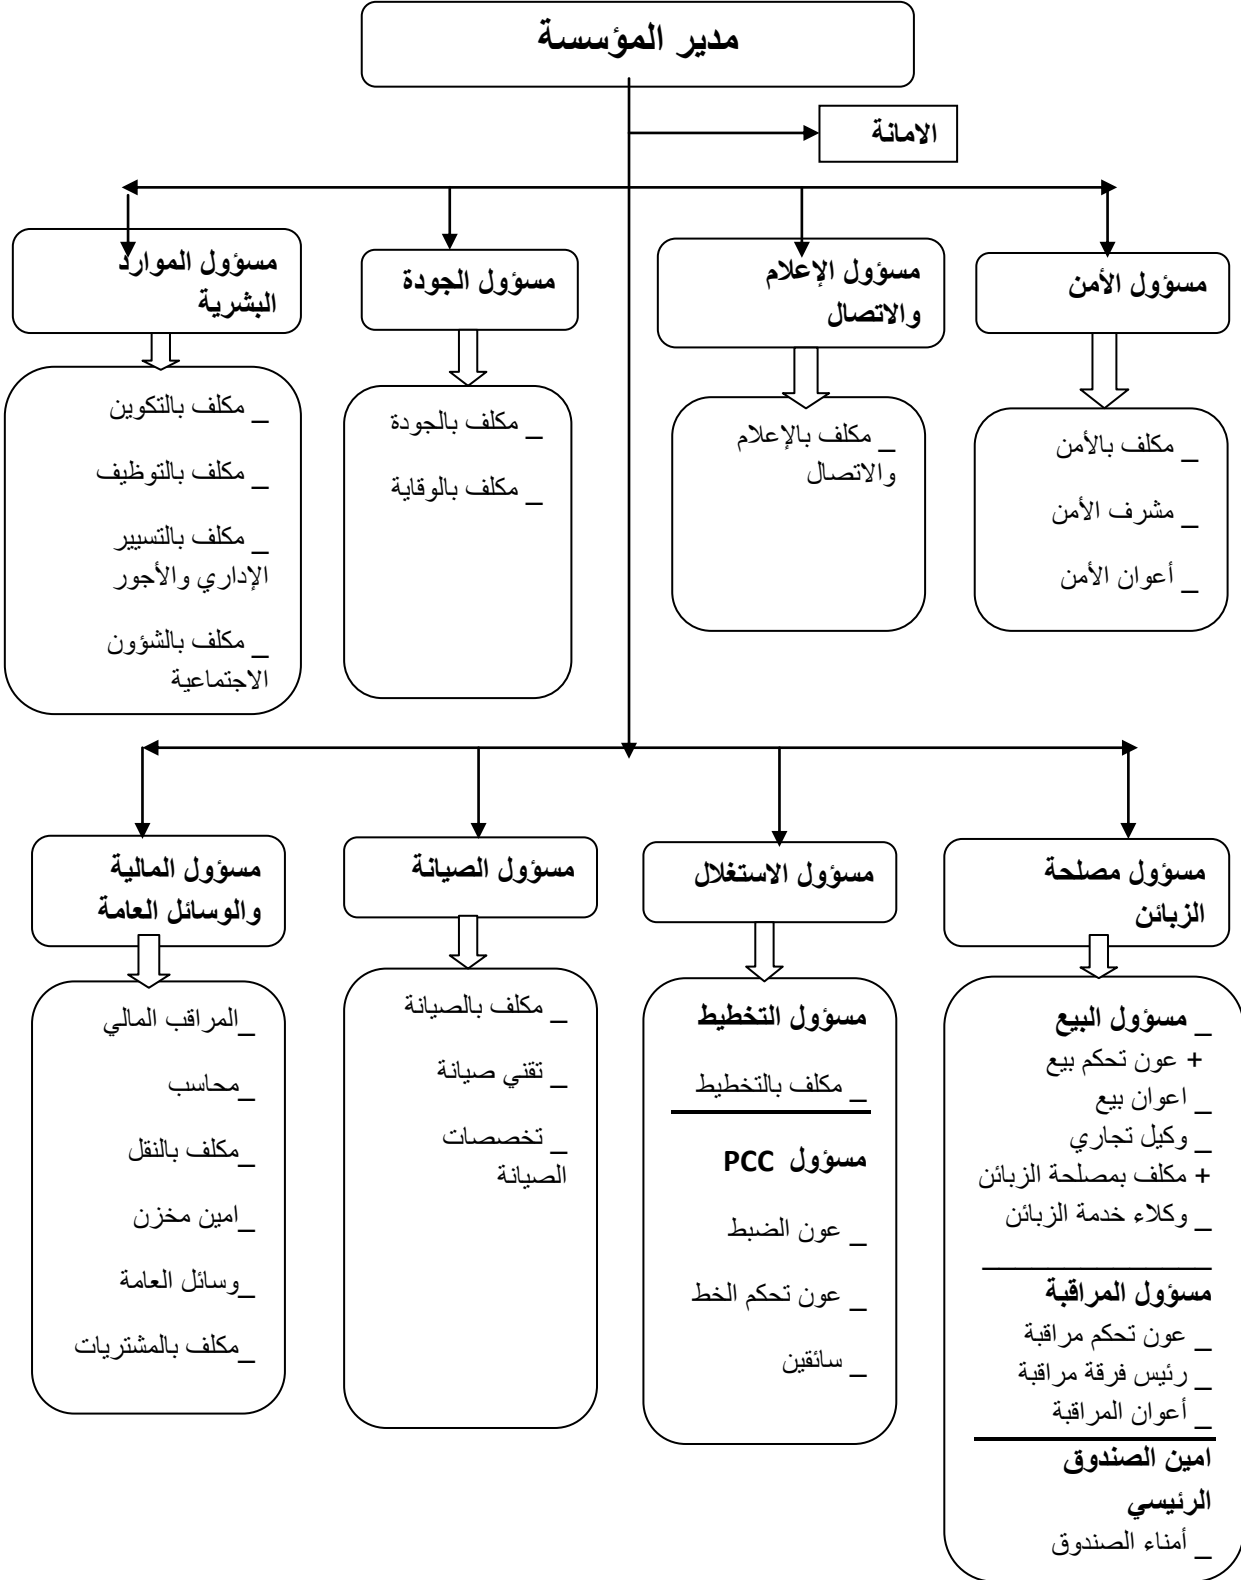 مدير المؤسسة
الامانة
مسؤول الأمن
مسؤول الإعلام
والاتصال
مسؤول الجودة
مسؤول الموارد
البشرية
_ مكلف بالأمن
_ مشرف الأمن
_ أعوان الأمن
_ مكلف بالإعلام
والاتصال
_ مكلف بالجودة
_ مكلف بالوقاية
_ مكلف بالتكوين
_ مكلف بالتوظيف
_ مكلف بالتسيير
الإداري والأجور
_ مكلف بالشؤون
الاجتماعية
مسؤول مصلحة
الزبائن
مسؤول الاستغلال
مسؤول الصيانة
مسؤول المالية
والوسائل العامة
_ مسؤول البيع
+ عون تحكم بيع
_ اعوان بيع
_ وكيل تجاري
+ مكلف بمصلحة الزبائن
_ وكلاء خدمة الزبائن
مسؤول المراقبة
_ عون تحكم مراقبة
_ رئيس فرقة مراقبة
_ أعوان المراقبة
امين الصندوق
الرئيسي
_ أمناء الصندوق
مسؤول التخطيط
_ مكلف بالتخطيط
مسؤول PCC
_ عون الضبط
_ عون تحكم الخط
_ سائقين
_ مكلف بالصيانة
_ تقني صيانة
_ تخصصات
الصيانة
_المراقب المالي
_محاسب
_مكلف بالنقل
_امين مخزن
_وسائل العامة
_مكلف بالمشتريات